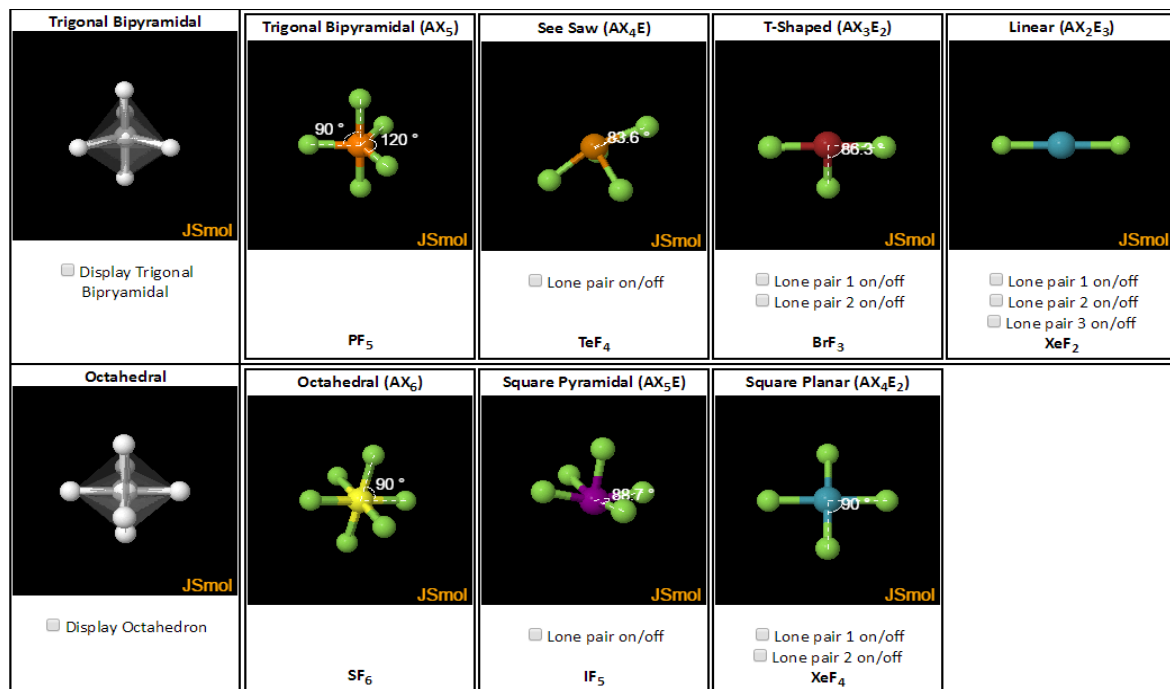 Trigonal Bipyramidal
JSmol
Display Trigonal
Bipryamidal
Trigonal Bipyramidal (AX₅)
90 °
120 °
JSmol
PF₅
See Saw (AX₄E)
83.6 °
JSmol
Lone pair on/off
TeF₄
T-Shaped (AX₃E₂)
86.3 °
JSmol
Lone pair 1 on/off
Lone pair 2 on/off
BrF₃
Linear (AX₂E₃)
JSmol
Lone pair 1 on/off
Lone pair 2 on/off
Lone pair 3 on/off
XeF₂
Octahedral
JSmol
Display Octahedron
Octahedral (AX₆)
90 °
JSmol
SF₆
Square Pyramidal (AX₅E)
88.7 °
JSmol
Lone pair on/off
IF₅
Square Planar (AX₄E₂)
90 °
JSmol
Lone pair 1 on/off
Lone pair 2 on/off
XeF₄